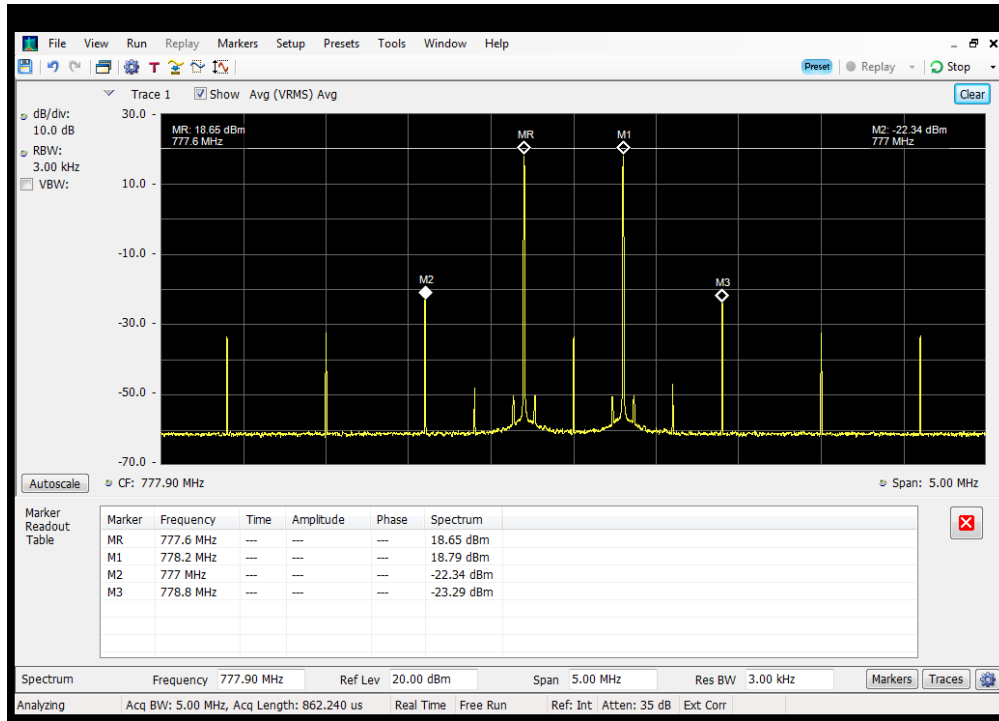 File View Run Replay Markers Setup Presets Tools Window Help
T Preset Replay Stop
Trace 1 Show Avg (VRMS) Avg Clear
dB/div:
10.0 dB
RBW:
3.00 kHz
VBW:
30.0
10.0
-10.0
-30.0
-50.0
-70.0
MR: 18.65 dBm
777.6 MHz
MR M1
M2: -22.34 dBm
777 MHz
M2 M3
Autoscale CF: 777.90 MHz Span: 5.00 MHz
Marker
Readout
Table
Marker Frequency Time Amplitude Phase Spectrum
MR 777.6 MHz --- --- --- 18.65 dBm
M1 778.2 MHz --- --- --- 18.79 dBm
M2 777 MHz --- --- --- -22.34 dBm
M3 778.8 MHz --- --- --- -23.29 dBm
Spectrum Frequency 777.90 MHz Ref Lev 20.00 dBm Span 5.00 MHz Res BW 3.00 kHz Markers Traces
Analyzing Acq BW: 5.00 MHz, Acq Length: 862.240 us Real Time Free Run Ref: Int Atten: 35 dB Ext Corr